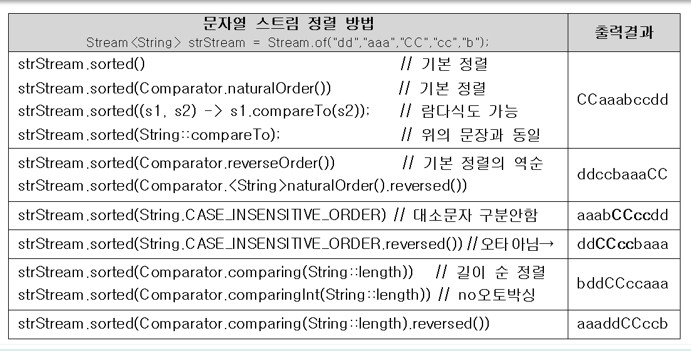 문자열 스트림 정렬 방법
Stream<String> strStream = Stream.of("dd","aaa","CC","cc","b");
출력결과
strStream.sorted() // 기본 정렬
strStream.sorted(Comparator.naturalOrder()) // 기본 정렬
strStream.sorted((s1, s2) -> s1.compareTo(s2)); // 람다식도 가능
strStream.sorted(String::compareTo); // 위의 문장과 동일
CCaaabccdd
strStream.sorted(Comparator.reverseOrder()) // 기본 정렬의 역순
strStream.sorted(Comparator.<String>naturalOrder().reversed())
ddccbaaaCC
strStream.sorted(String.CASE_INSENSITIVE_ORDER) // 대소문자 구분안함
aaabCCccdd
strStream.sorted(String.CASE_INSENSITIVE_ORDER.reversed()) //오타아님→
ddCCccbaaa
strStream.sorted(Comparator.comparing(String::length)) // 길이 순 정렬
strStream.sorted(Comparator.comparingInt(String::length)) // no오토박싱
bddCCccaaa
strStream.sorted(Comparator.comparing(String::length).reversed())
aaaddCCccb